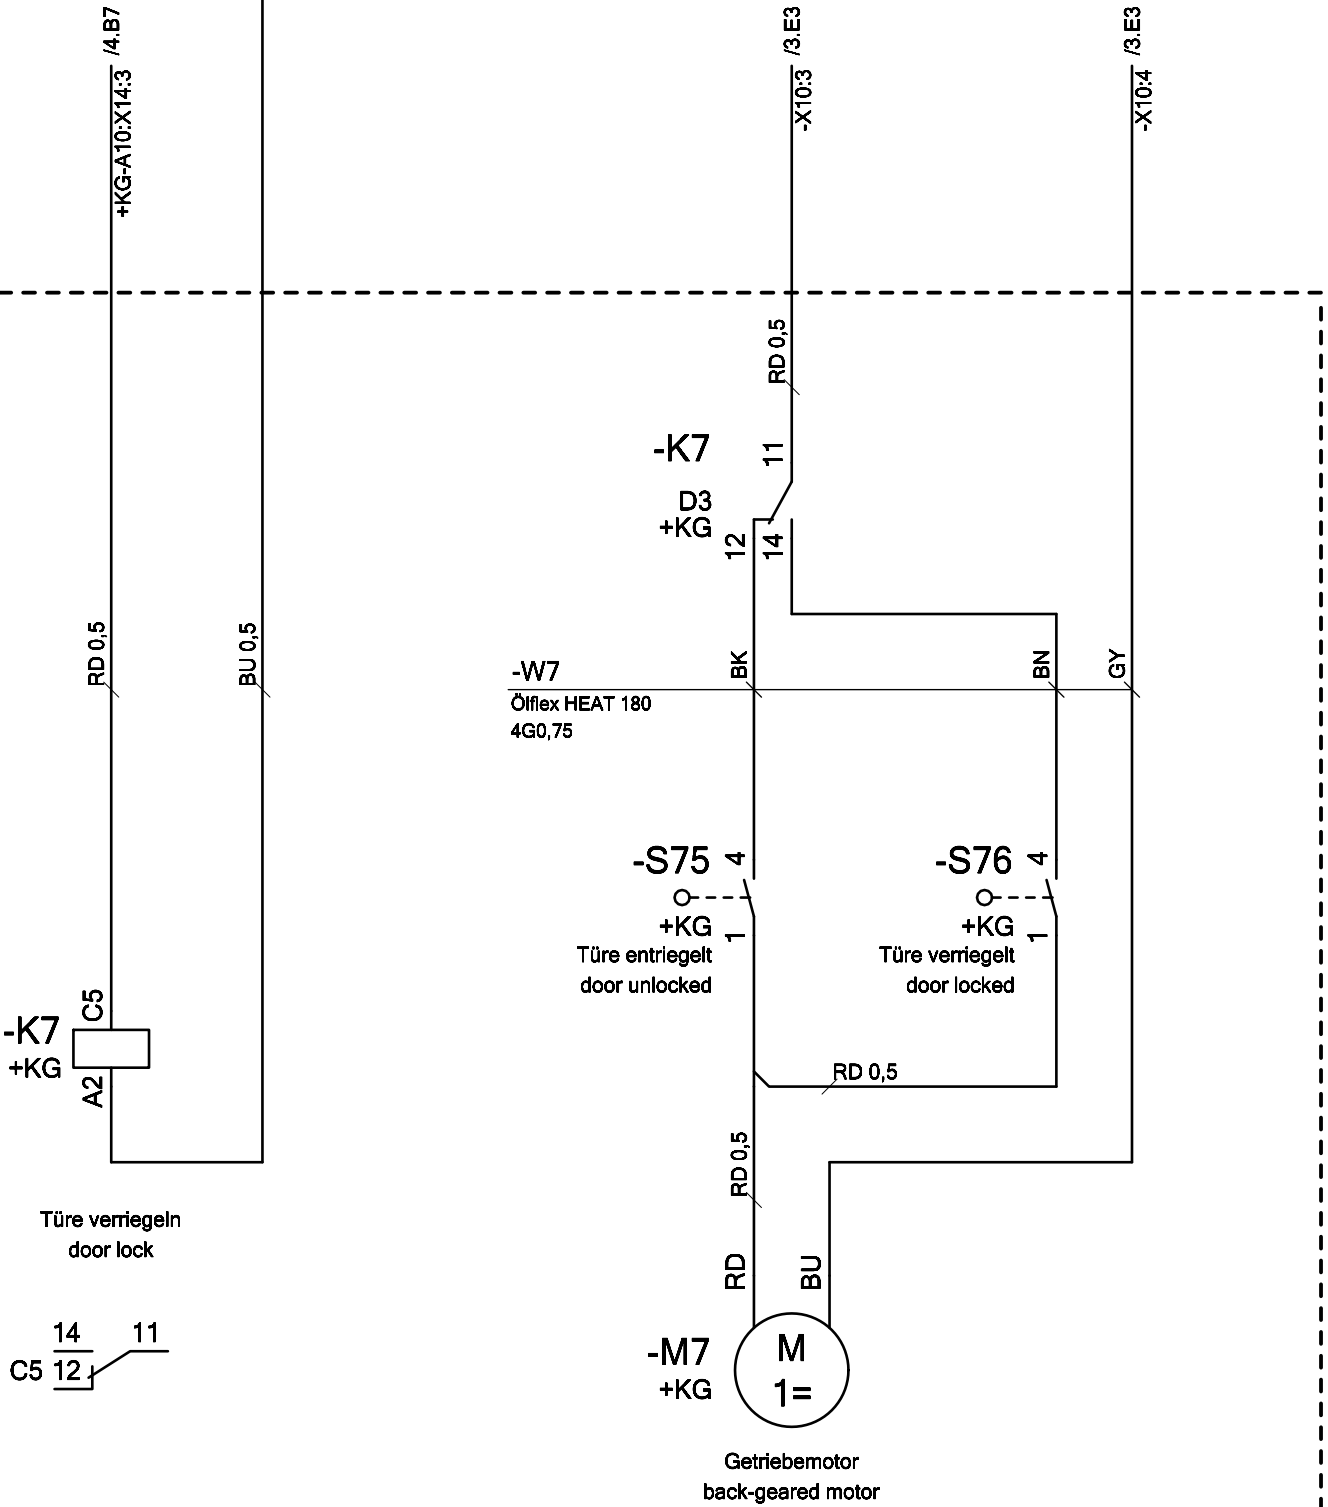 /4.B7
+KG-A10:X14:3
/3.E3
-X10:3
/3.E3
-X10:4
RD 0,5
-K7
11
D3
+KG
12
14
RD 0,5
BU 0,5
-W7
Ölflex HEAT 180
4G0,75
BK
BN
GY
-S75
4
+KG
1
Türe entriegelt
door unlocked
-S76
4
+KG
1
Türe verriegelt
door locked
C5
-K7
+KG
A2
RD 0,5
RD 0,5
Türe verriegeln
door lock
RD
BU
14
11
C5
12
-M7
+KG
M
1=
Getriebemotor
back-geared motor